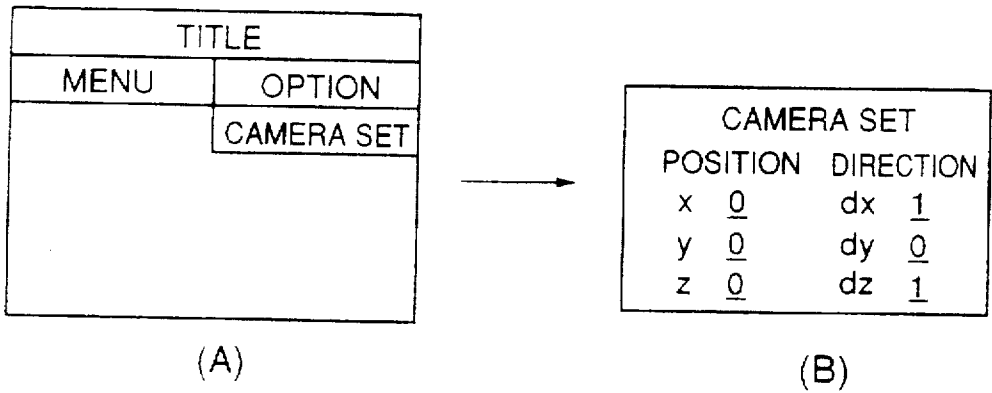 TITLE
MENU OPTION
CAMERA SET
(A)
CAMERA SET
POSITION DIRECTION
x 0 dx 1
y 0 dy 0
z 0 dz 1
(B)